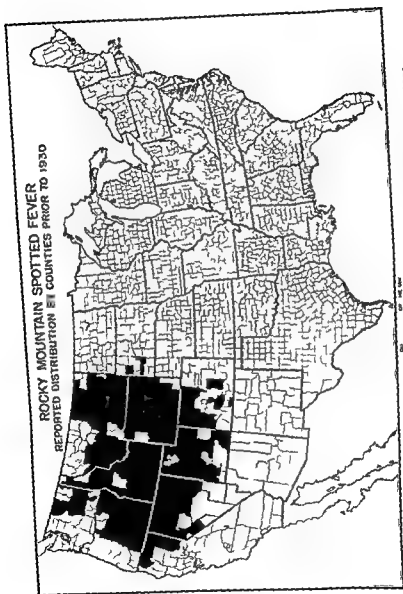 ROCKY MOUNTAIN SPOTTED FEVER
REPORTED DISTRIBUTION BY COUNTIES PRIOR TO 1930